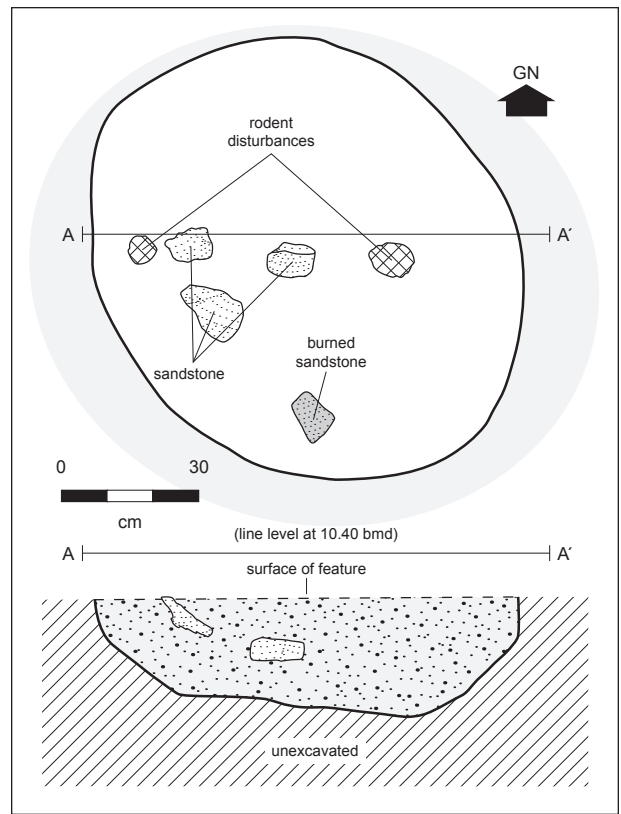 GN
rodent
disturbances
A A′
burned
sandstone
sandstone
0 30
cm
(line level at 10.40 bmd)
A A′
surface of feature
unexcavated